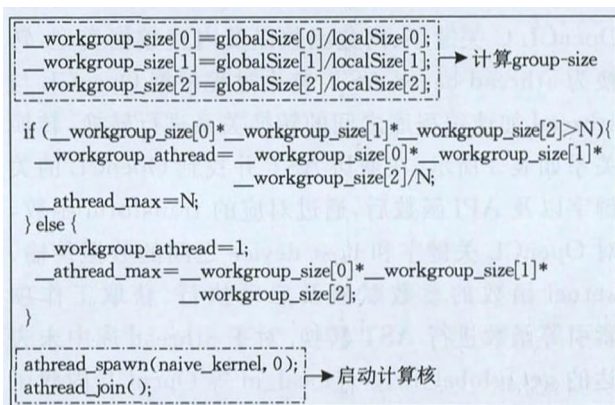 __workgroup_size[0]=globalSize[0]/localSize[0];
__workgroup_size[1]=globalSize[1]/localSize[1];
__workgroup_size[2]=globalSize[2]/localSize[2];
计算group-size
if (__workgroup_size[0]*__workgroup_size[1]*__workgroup_size[2]>N){
__workgroup_athread=__workgroup_size[0]*__workgroup_size[1]*
__workgroup_size[2]/N;
__athread_max=N;
} else {
__workgroup_athread=1;
__athread_max=__workgroup_size[0]*__workgroup_size[1]*
__workgroup_size[2];
}
athread_spawn(naive_kernel, 0);
athread_join();
启动计算核